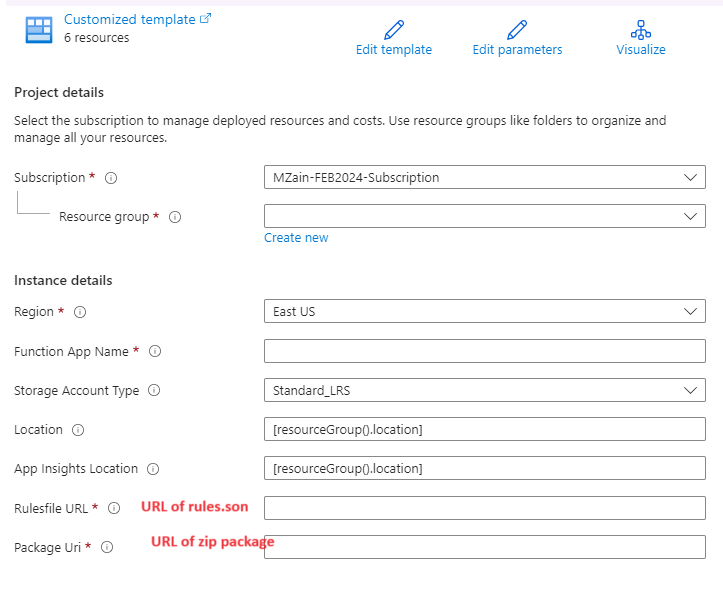 Customized template
6 resources
Edit template
Edit parameters
Visualize
Project details
Select the subscription to manage deployed resources and costs. Use resource groups like folders to organize and
manage all your resources.
Subscription *
MZain-FEB2024-Subscription
Resource group *
Create new
Instance details
Region *
East US
Function App Name *
Storage Account Type
Standard_LRS
Location
[resourceGroup().location]
App Insights Location
[resourceGroup().location]
Rulesfile URL *
URL of rules.son
Package Uri *
URL of zip package